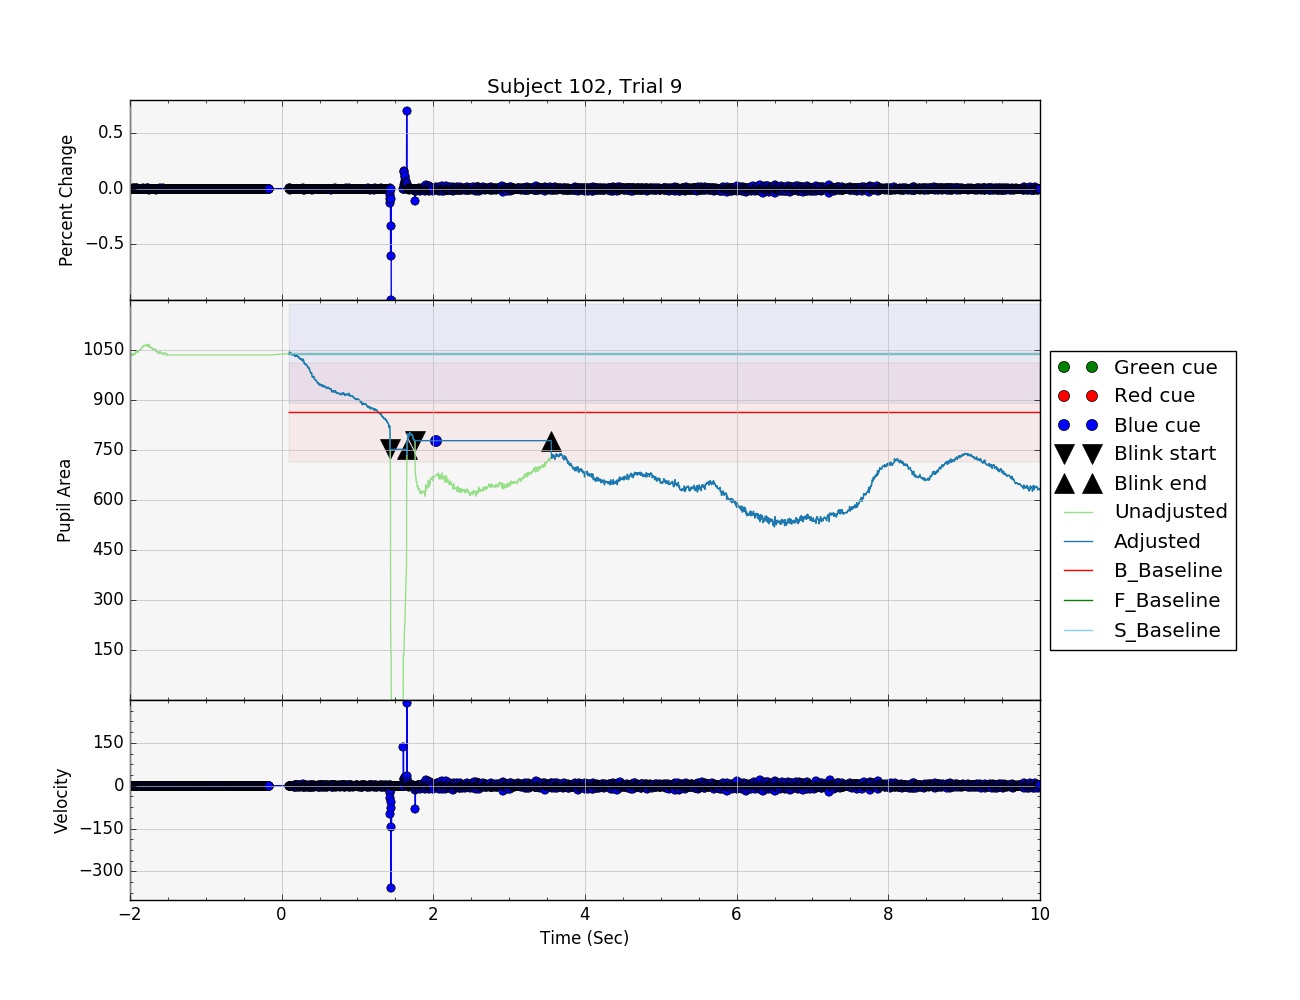 Subject 102, Trial 9
Percent Change
0.5
0.0
−0.5
Pupil Area
1050
900
750
600
450
300
150
Green cue
Red cue
Blue cue
Blink start
Blink end
Unadjusted
Adjusted
B_Baseline
F_Baseline
S_Baseline
Velocity
150
0
−150
−300
−2 0 2 4 6 8 10
Time (Sec)